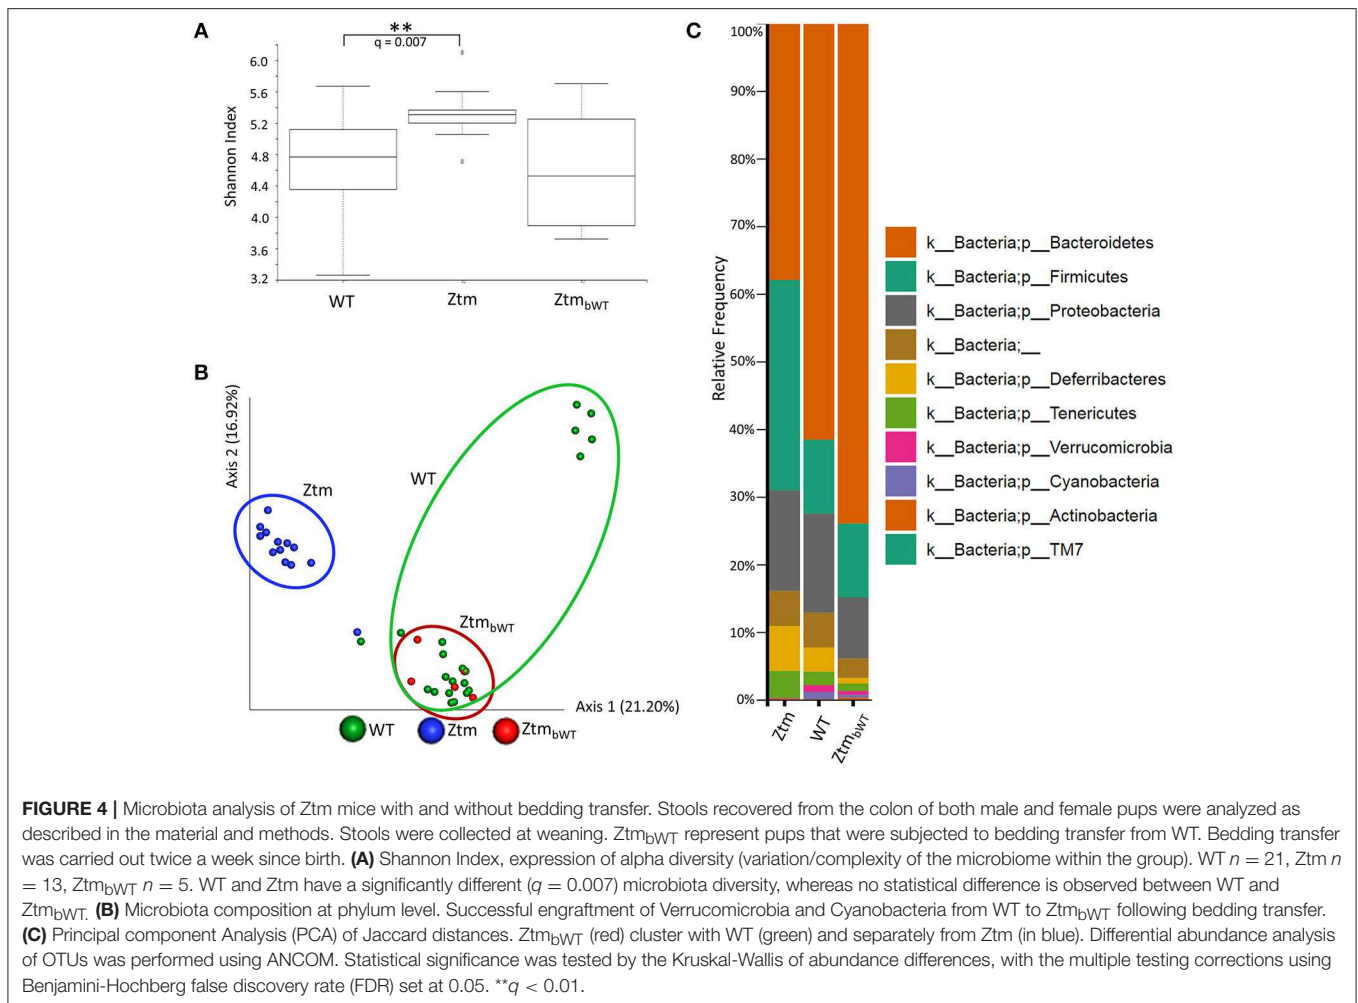 A
**
q = 0.007
Shannon Index
6.0
5.6
5.2
4.8
4.4
4.0
3.6
3.2
WT
Ztm
ZtmbWT
B
Axis 2 (16.92%)
WT
Ztm
ZtmbWT
Axis 1 (21.20%)
WT
Ztm
ZtmbWT
C
Relative Frequency
100%
90%
80%
70%
60%
50%
40%
30%
20%
10%
0%
Ztm
WT
ZtmbWT
k__Bacteria;p__Bacteroidetes
k__Bacteria;p__Firmicutes
k__Bacteria;p__Proteobacteria
k__Bacteria;__
k__Bacteria;p__Deferribacteres
k__Bacteria;p__Tenericutes
k__Bacteria;p__Verrucomicrobia
k__Bacteria;p__Cyanobacteria
k__Bacteria;p__Actinobacteria
k__Bacteria;p__TM7
FIGURE 4 | Microbiota analysis of Ztm mice with and without bedding transfer. Stools recovered from the colon of both male and female pups were analyzed as
described in the material and methods. Stools were collected at weaning. ZtmbWT represent pups that were subjected to bedding transfer from WT. Bedding transfer
was carried out twice a week since birth. (A) Shannon Index, expression of alpha diversity (variation/complexity of the microbiome within the group). WT n = 21, Ztm n
= 13, ZtmbWT n = 5. WT and Ztm have a significantly different (q = 0.007) microbiota diversity, whereas no statistical difference is observed between WT and
ZtmbWT. (B) Microbiota composition at phylum level. Successful engraftment of Verrucomicrobia and Cyanobacteria from WT to ZtmbWT following bedding transfer.
(C) Principal component Analysis (PCA) of Jaccard distances. ZtmbWT (red) cluster with WT (green) and separately from Ztm (in blue). Differential abundance analysis
of OTUs was performed using ANCOM. Statistical significance was tested by the Kruskal-Wallis of abundance differences, with the multiple testing corrections using
Benjamini-Hochberg false discovery rate (FDR) set at 0.05. **q < 0.01.